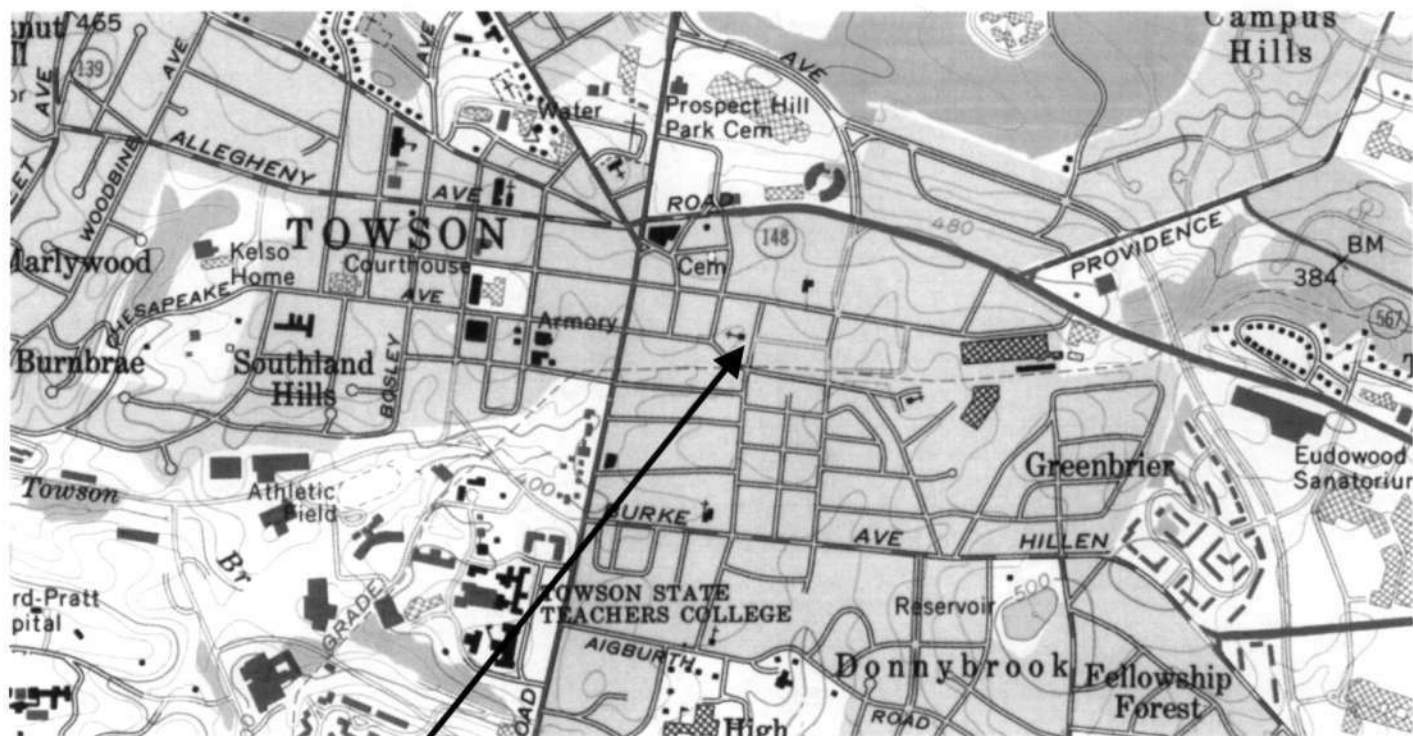 465
Campus
Hills
139
AVE
AVE
AVE
AVE
Water
Prospect Hill
Park Cem
WOODBINE
ALLEGHENY
AVE
ROAD
TOWSON
148
480
PROVIDENCE
BM
384
567
Marlywood
Kelso
Home
Courthouse
Cem
CHESAPEAKE
AVE
Armory
Burnbrae
Southland
Hills
BOSLEY
Greenbrier
Eudowood
Sanatorium
Towson
Athletic
Field
400
BURKE
AVE
HILLEN
Br
GRADE
TOWSON STATE
TEACHERS COLLEGE
Reservoir
500
AIGBURTH
Donnybrook
Fellowship
Forest
ROAD
ROAD
High